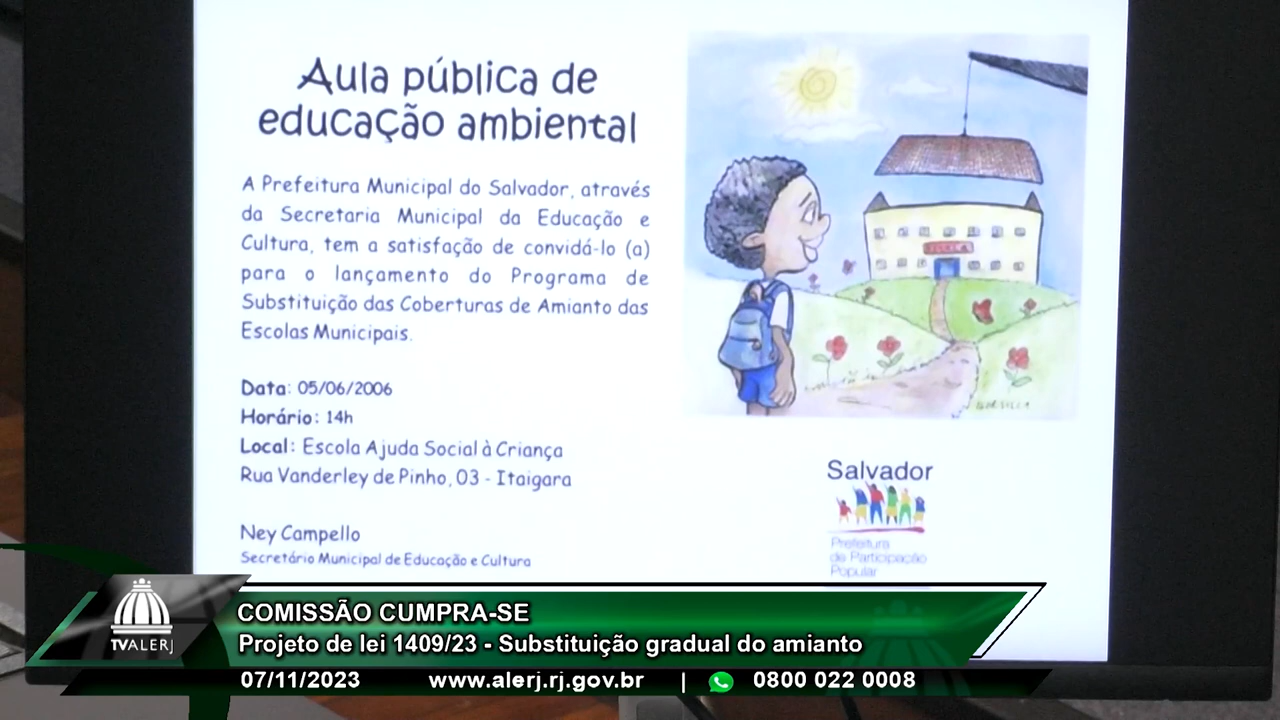 Aula pública de
educação ambiental
A Prefeitura Municipal do Salvador, através
da Secretaria Municipal da Educação e
Cultura, tem a satisfação de convidá-lo (a)
para o lançamento do Programa de
Substituição das Coberturas de Amianto das
Escolas Municipais.
Data: 05/06/2006
Horário: 14h
Local: Escola Ajuda Social à Criança
Rua Vanderley de Pinho, 03 - Itaigara
Ney Campello
Secretário Municipal de Educação e Cultura
Salvador
Prefeitura
de Participação
Popular
TVALERJ
COMISSÃO CUMPRA-SE
Projeto de lei 1409/23 - Substituição gradual do amianto
07/11/2023 www.alerj.rj.gov.br | 0800 022 0008